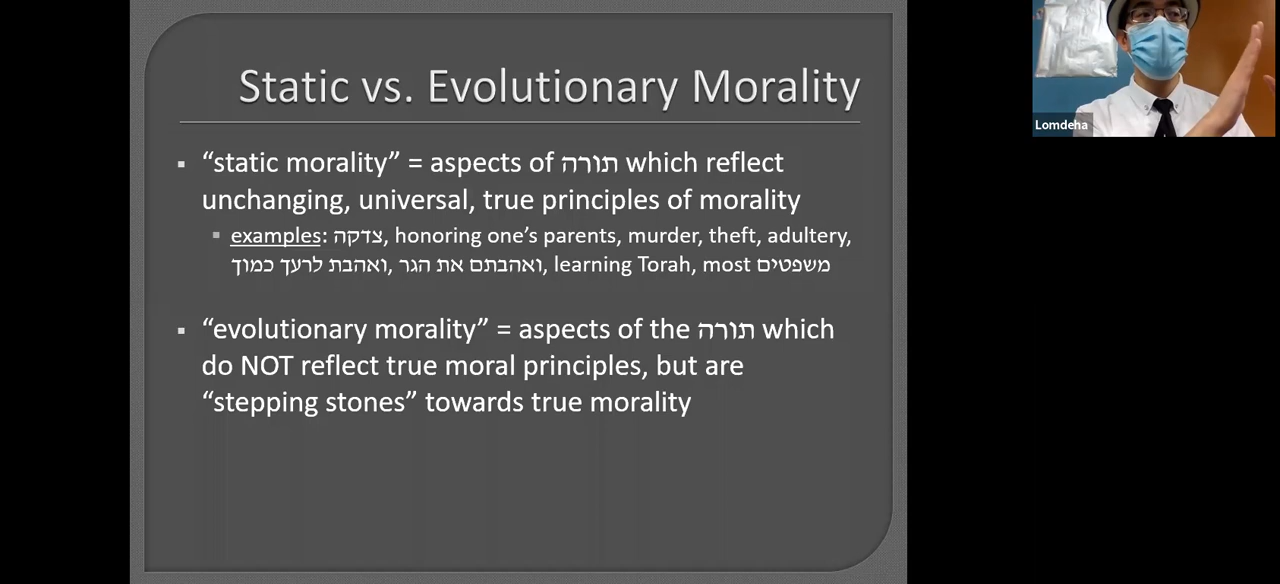 Static vs. Evolutionary Morality
“static morality” = aspects of תורה which reflect
unchanging, universal, true principles of morality
examples: צדקה, honoring one’s parents, murder, theft, adultery,
ואהבת לרעך כמוך, ואהבתם את הגר, learning Torah, most משפטים
“evolutionary morality” = aspects of the תורה which
do NOT reflect true moral principles, but are
“stepping stones” towards true morality
Lomdeha